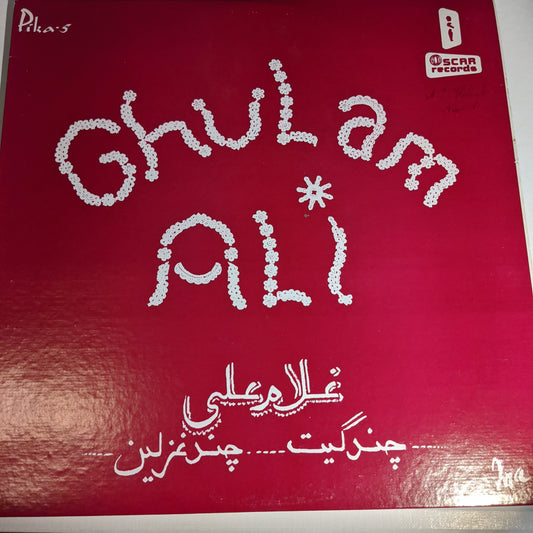 Pika-5
OSCAR
records
Ghulam
Ali
غلام علی
چند گیت ..... چند غزلیں